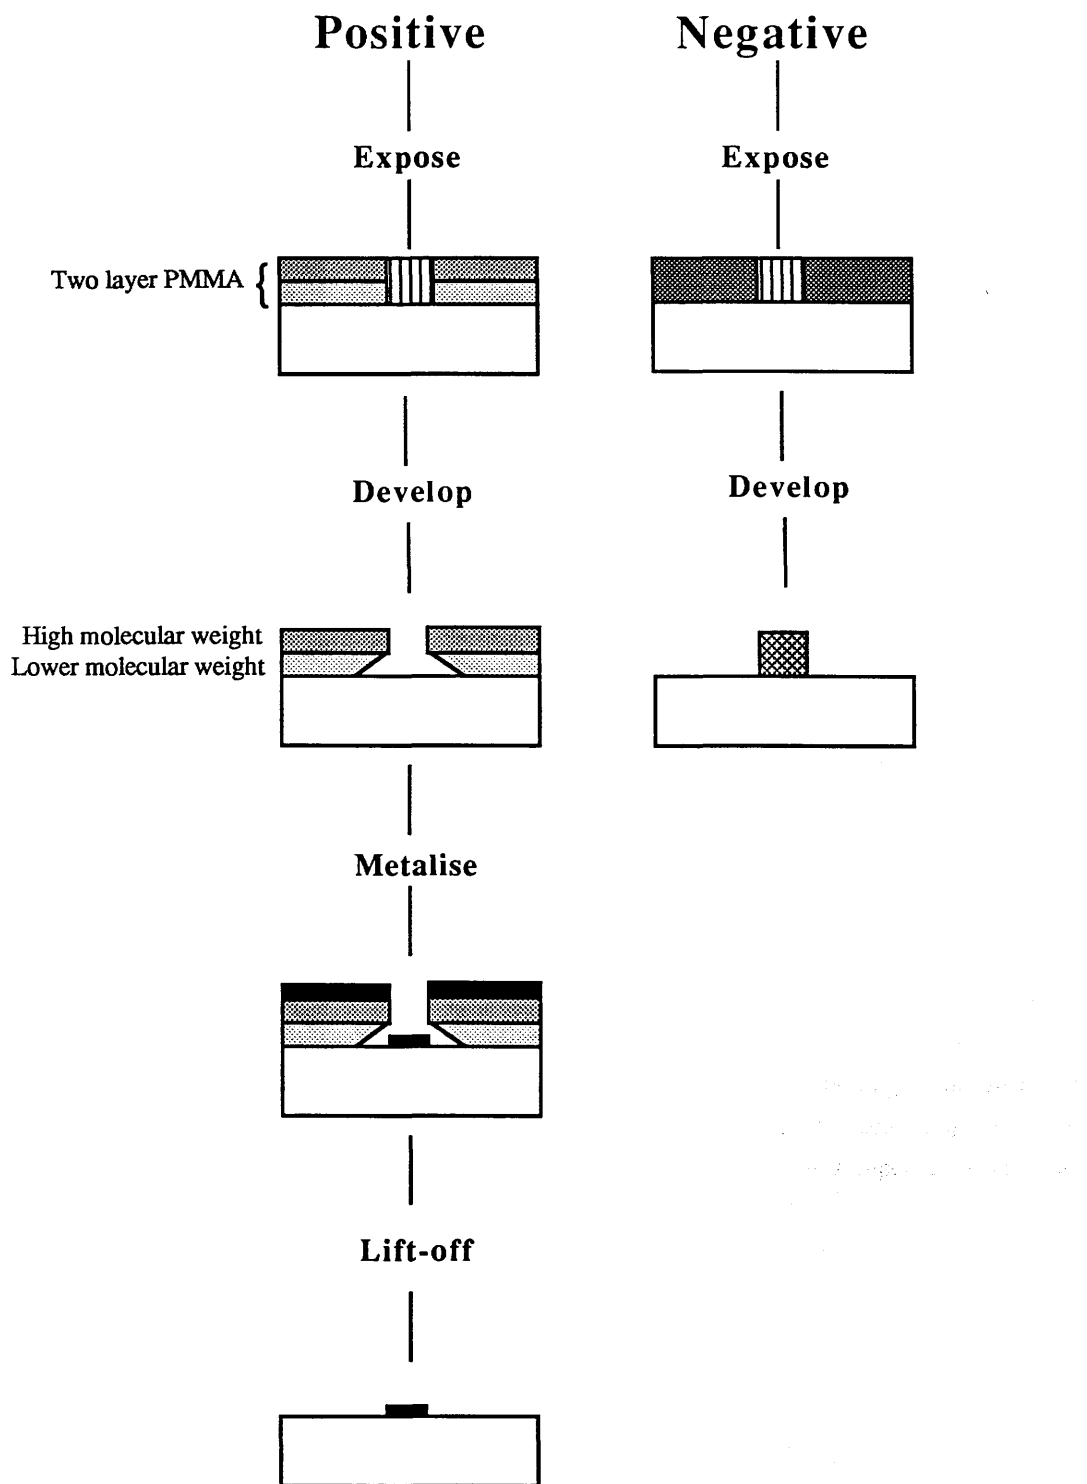 Positive
Negative
Expose
Expose
Two layer PMMA {
Develop
Develop
High molecular weight
Lower molecular weight
Metalise
Lift-off